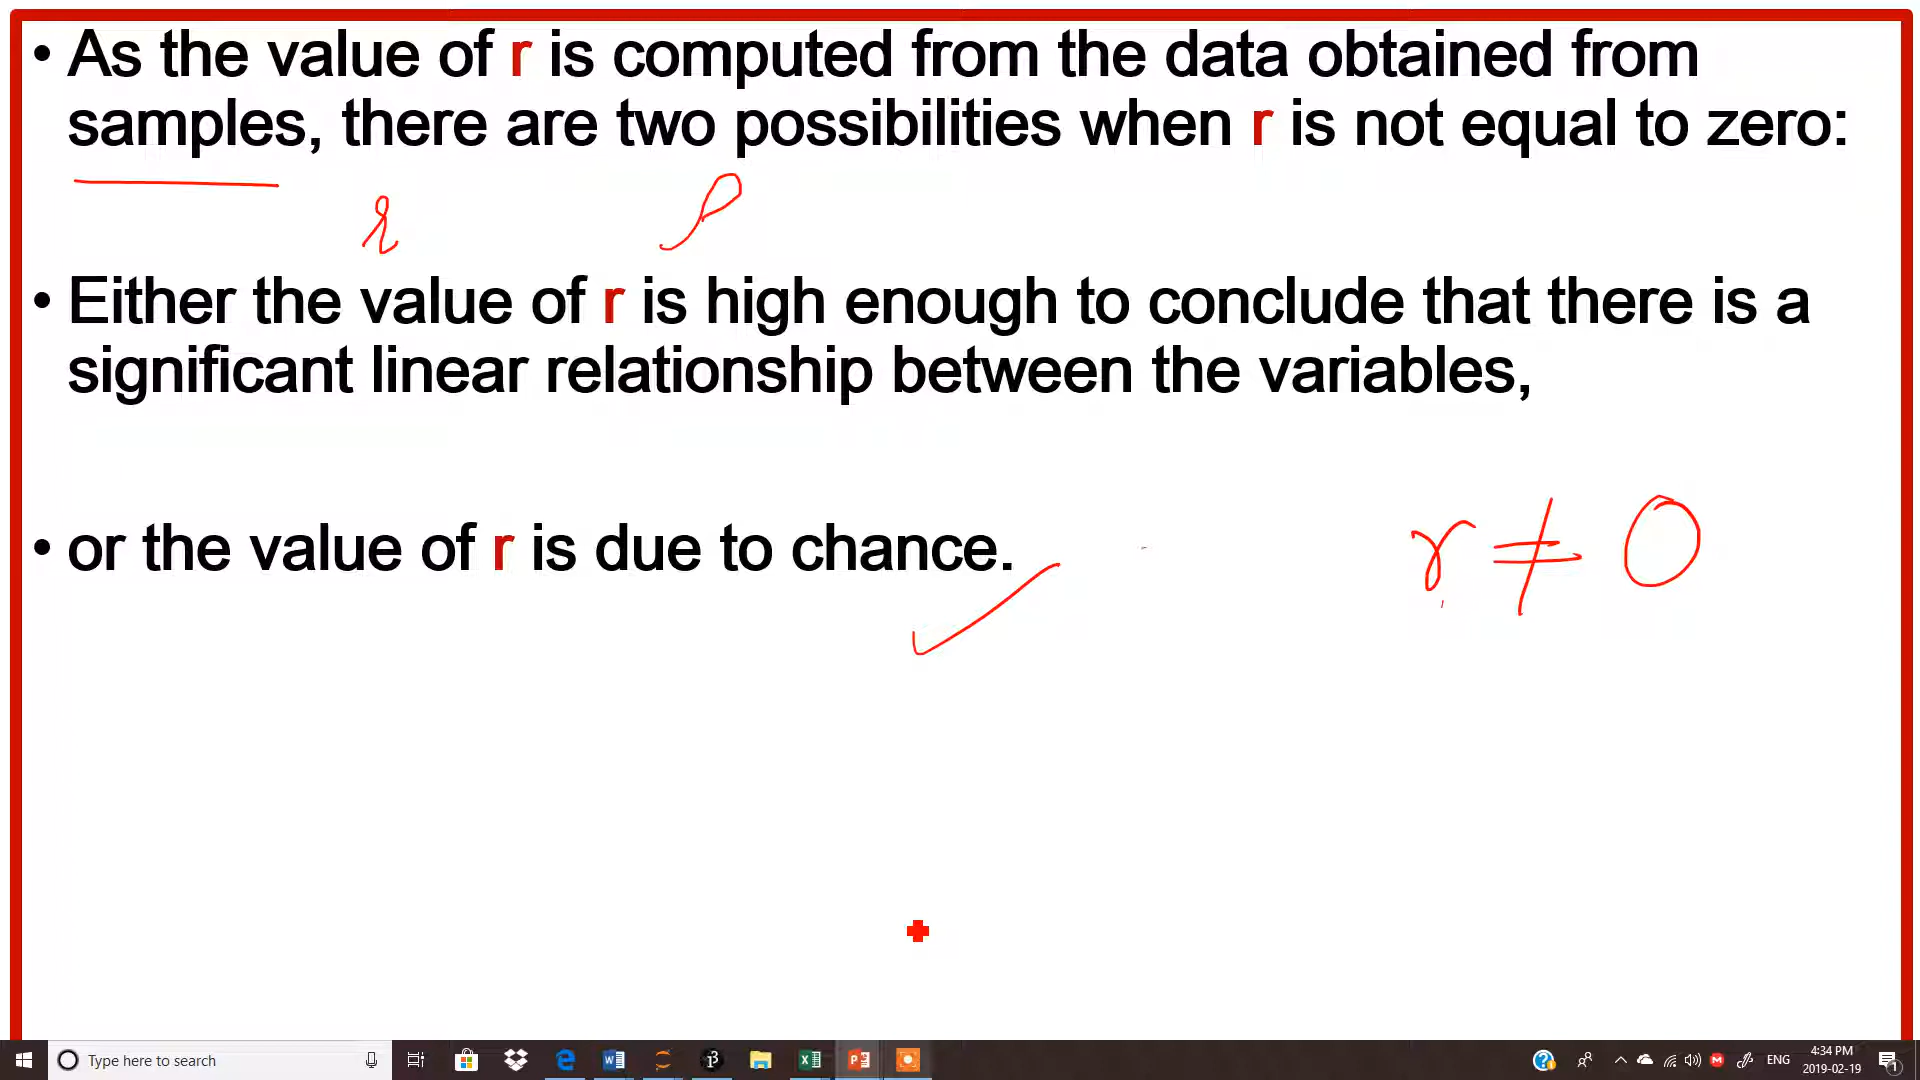 • As the value of r is computed from the data obtained from
samples, there are two possibilities when r is not equal to zero:
r ρ
• Either the value of r is high enough to conclude that there is a
significant linear relationship between the variables,
• or the value of r is due to chance.
r ≠ 0
Type here to search
ENG
4:34 PM
2019-02-19
1